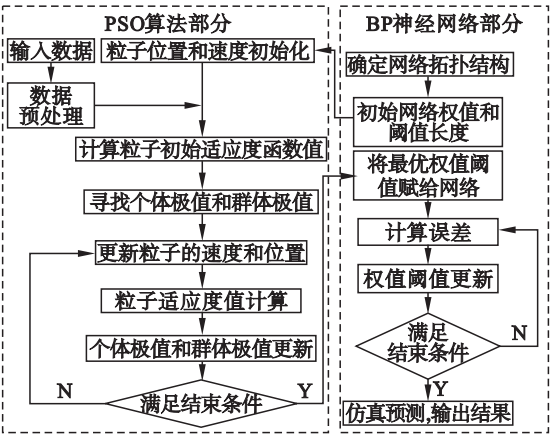 PSO算法部分
输入数据
粒子位置和速度初始化
数据
预处理
计算粒子初始适应度函数值
寻找个体极值和群体极值
更新粒子的速度和位置
粒子适应度值计算
个体极值和群体极值更新
N
满足结束条件
Y
BP神经网络部分
确定网络拓扑结构
初始网络权值和
阈值长度
将最优权值阈
值赋给网络
计算误差
权值阈值更新
满足
结束条件
N
Y
仿真预测,输出结果